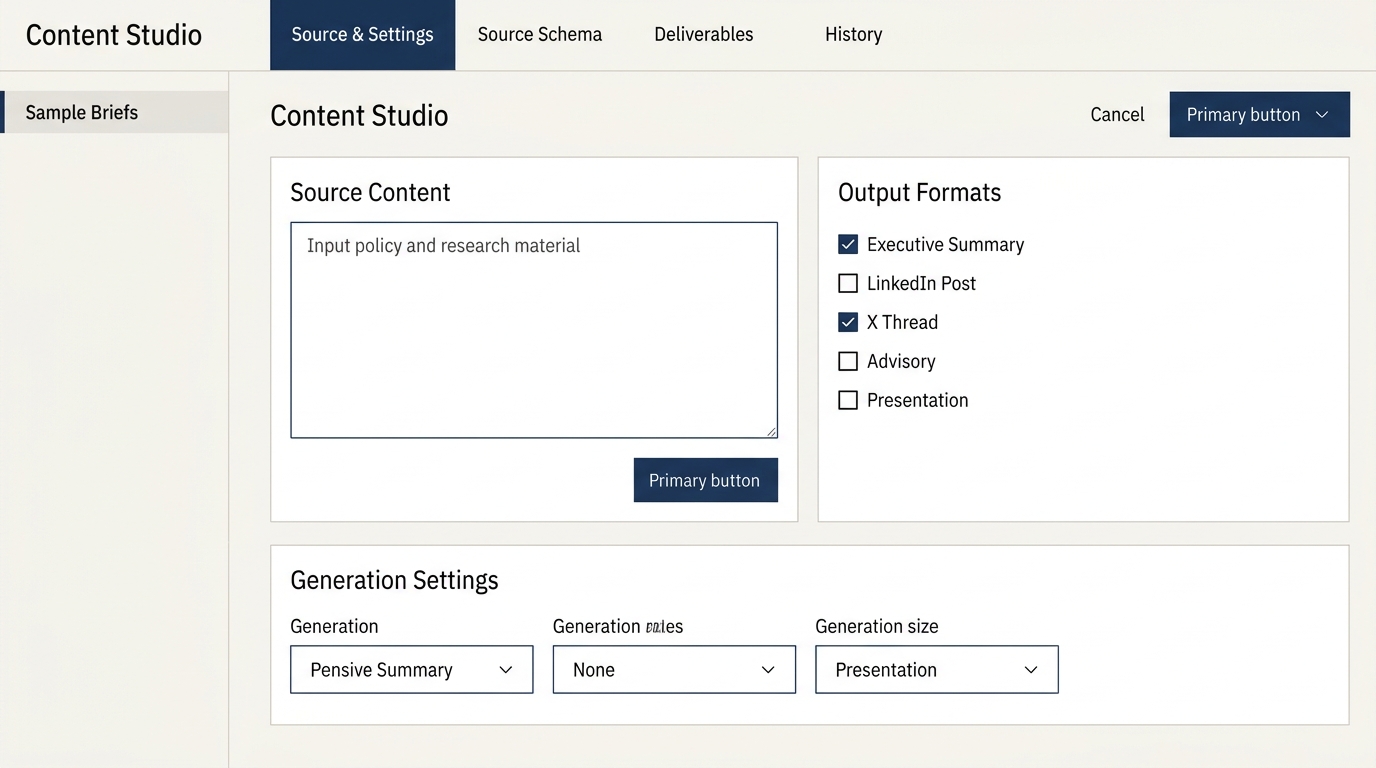 Content Studio
Source & Settings
Source Schema
Deliverables
History
Sample Briefs
Content Studio
Cancel
Primary button
Source Content
Input policy and research material
Primary button
Output Formats
Executive Summary
LinkedIn Post
X Thread
Advisory
Presentation
Generation Settings
Generation
Pensive Summary
Generation
None
Generation size
Presentation